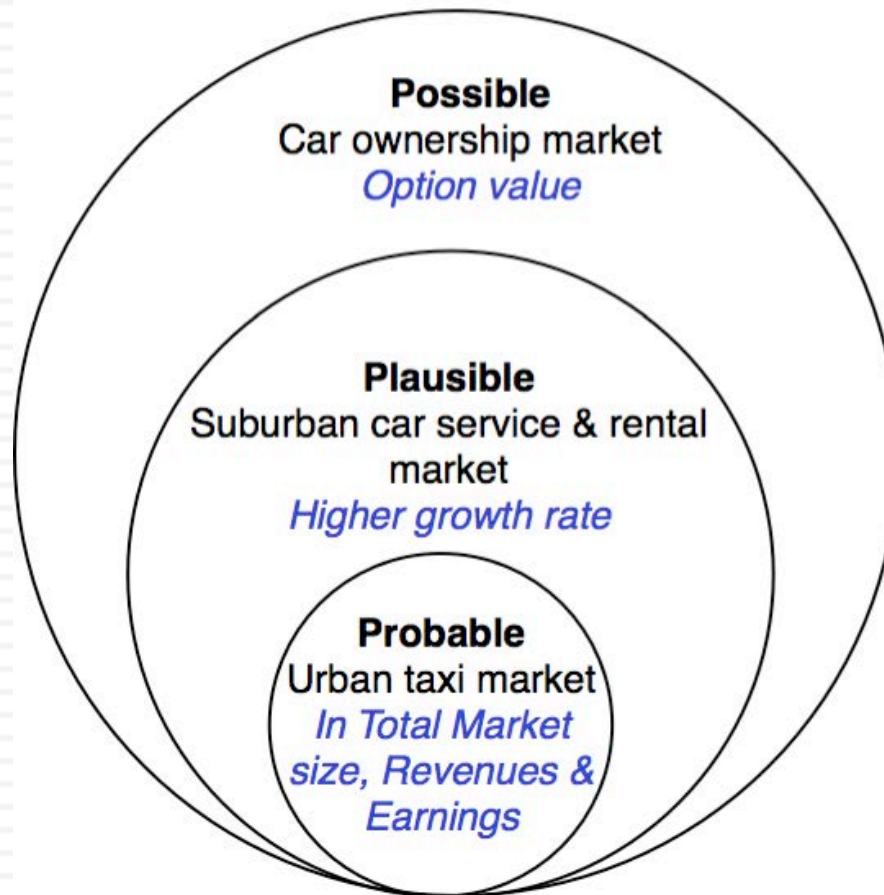 Possible
Car ownership market
Option value
Plausible
Suburban car service & rental
market
Higher growth rate
Probable
Urban taxi market
In Total Market
size, Revenues &
Earnings